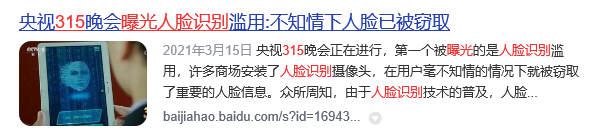 央视315晚会曝光人脸识别滥用:不知情下人脸已被窃取
2021年3月15日 央视315晚会正在进行，第一个被曝光的是人脸识别滥
用，许多商场安装了人脸识别摄像头，在用户毫不知情的情况下就被窃取
了重要的人脸信息。众所周知，由于人脸识别技术的普及，人脸...
baijiahao.baidu.com/s?id=16943...